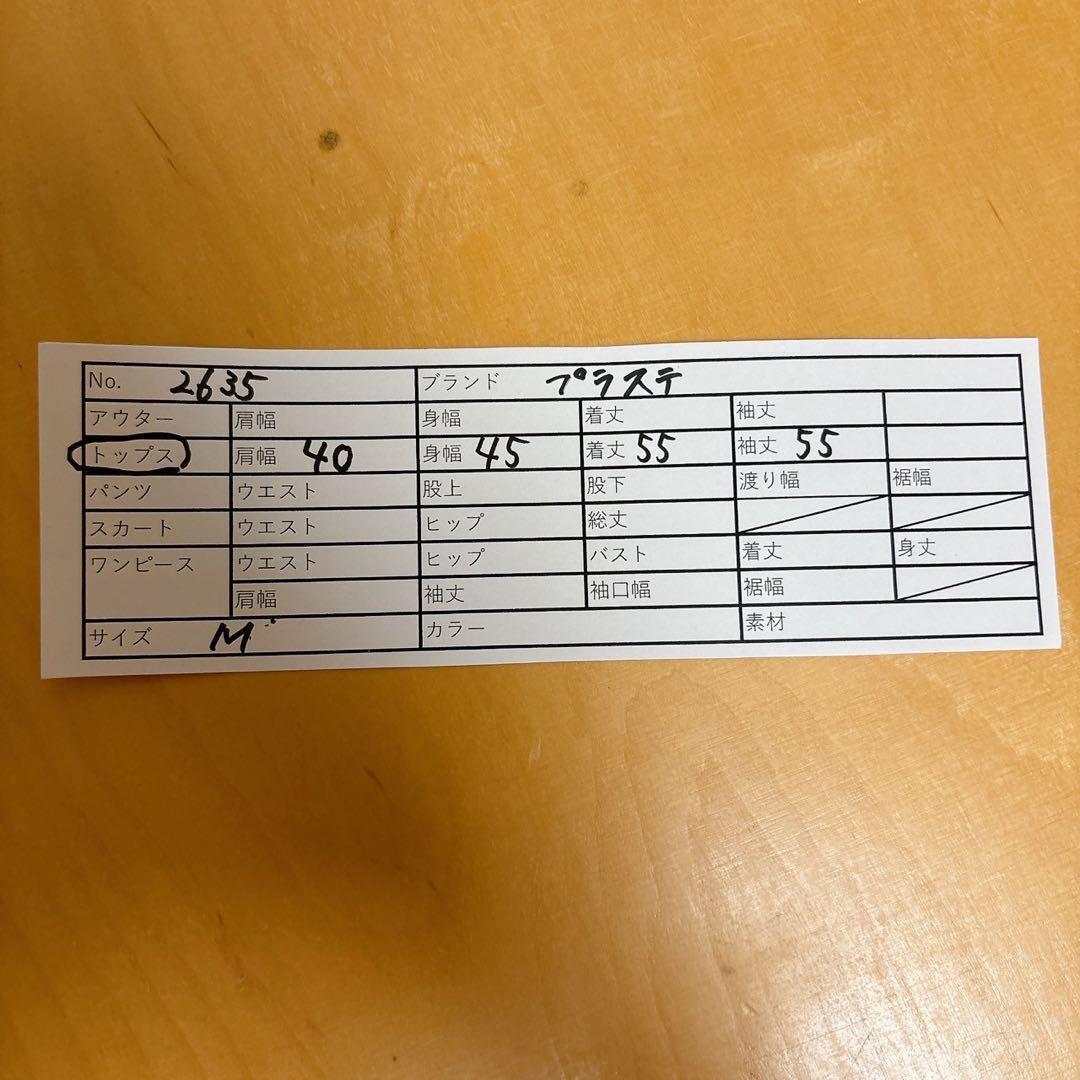 No. 2635 ブランド プラステ
アウター 肩幅 身幅 着丈 袖丈
トップス 肩幅 40 身幅 45 着丈 55 袖丈 55
パンツ ウエスト 股上 股下 渡り幅 裾幅
スカート ウエスト ヒップ 総丈
ワンピース ウエスト ヒップ バスト 着丈 身丈
肩幅 袖丈 袖口幅 裾幅
サイズ M カラー 素材